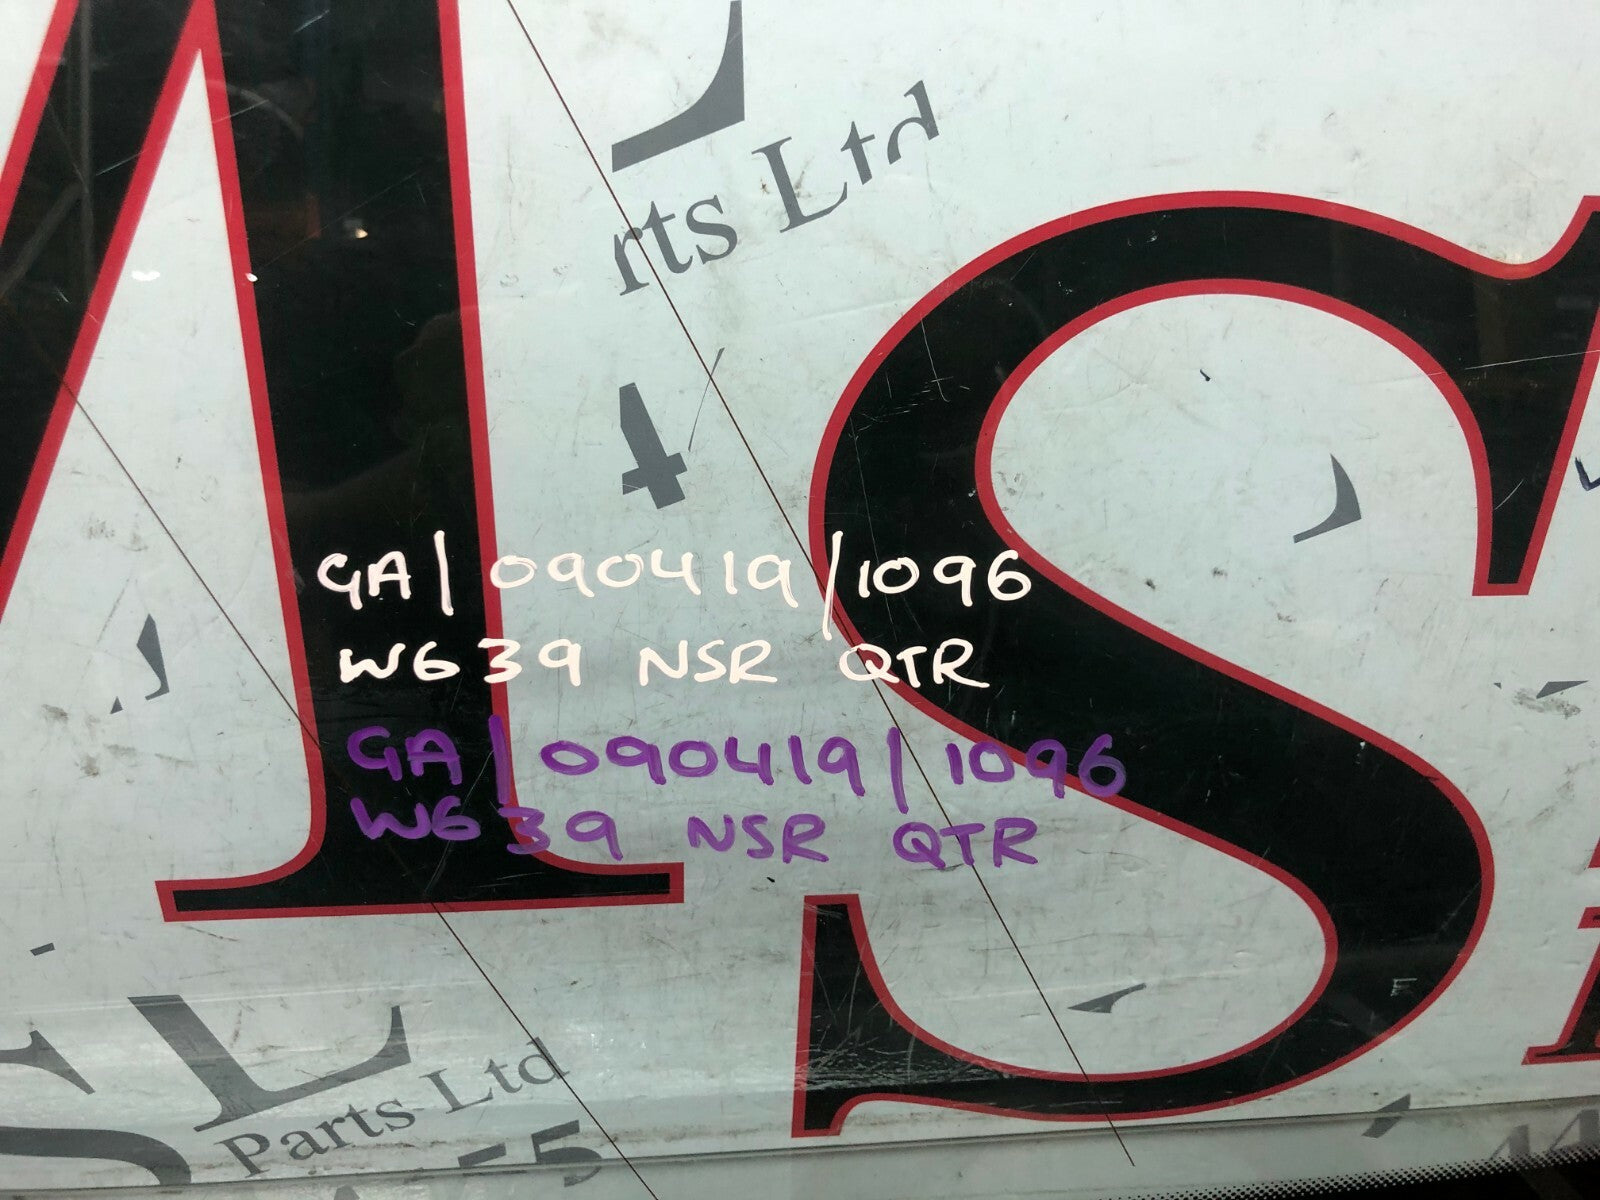 rts Ltd
GA/090419/1096
W639 NSR QTR
GA/090419/1096
W639 NSR QTR
Parts Ltd